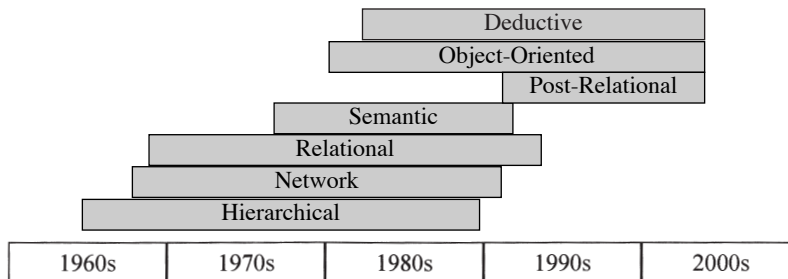 Deductive
Object-Oriented
Post-Relational
Semantic
Relational
Network
Hierarchical
1960s 1970s 1980s 1990s 2000s